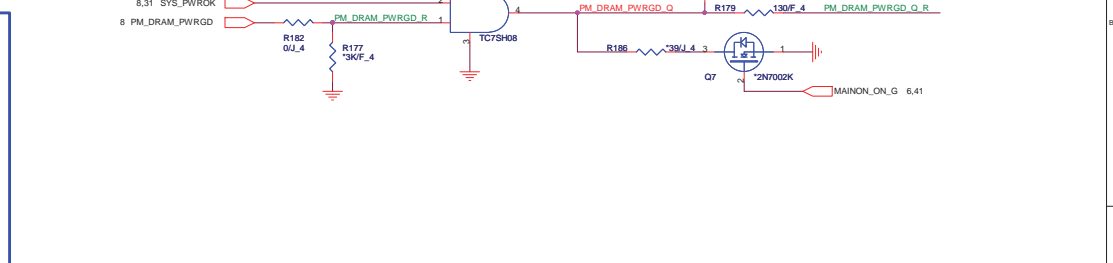 8,31 SYS_PWROK
2
4
PM_DRAM_PWRGD_Q
R179
130/F_4
PM_DRAM_PWRGD_Q_R
8 PM_DRAM_PWRGD
PM_DRAM_PWRGD_R
1
R182
0/J_4
R177
*3K/F_4
3
TC7SH08
R186
*39/J_4
3
1
Q7
2
*2N7002K
MAINON_ON_G 6,41
B